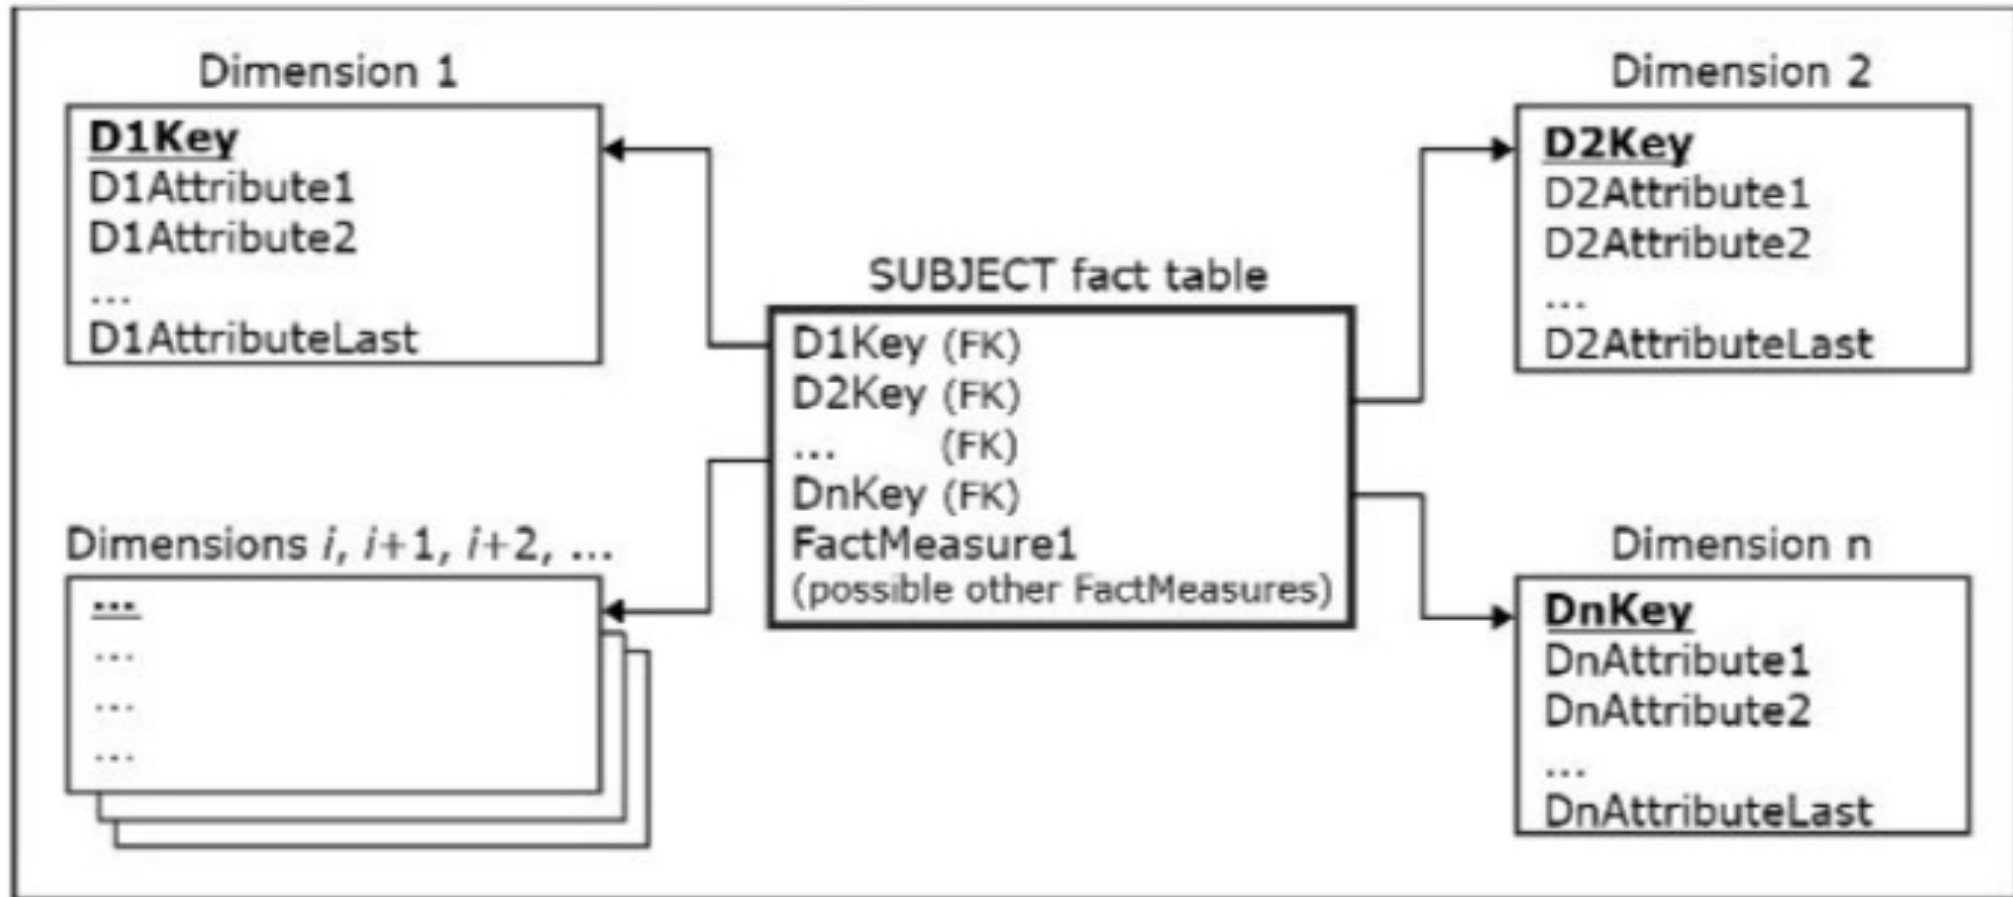 Dimension 1
D1Key
D1Attribute1
D1Attribute2
...
D1AttributeLast
Dimension 2
D2Key
D2Attribute1
D2Attribute2
...
D2AttributeLast
SUBJECT fact table
D1Key (FK)
D2Key (FK)
... (FK)
DnKey (FK)
FactMeasure1
(possible other FactMeasures)
Dimensions i, i+1, i+2, ...
...
...
...
...
Dimension n
DnKey
DnAttribute1
DnAttribute2
...
DnAttributeLast